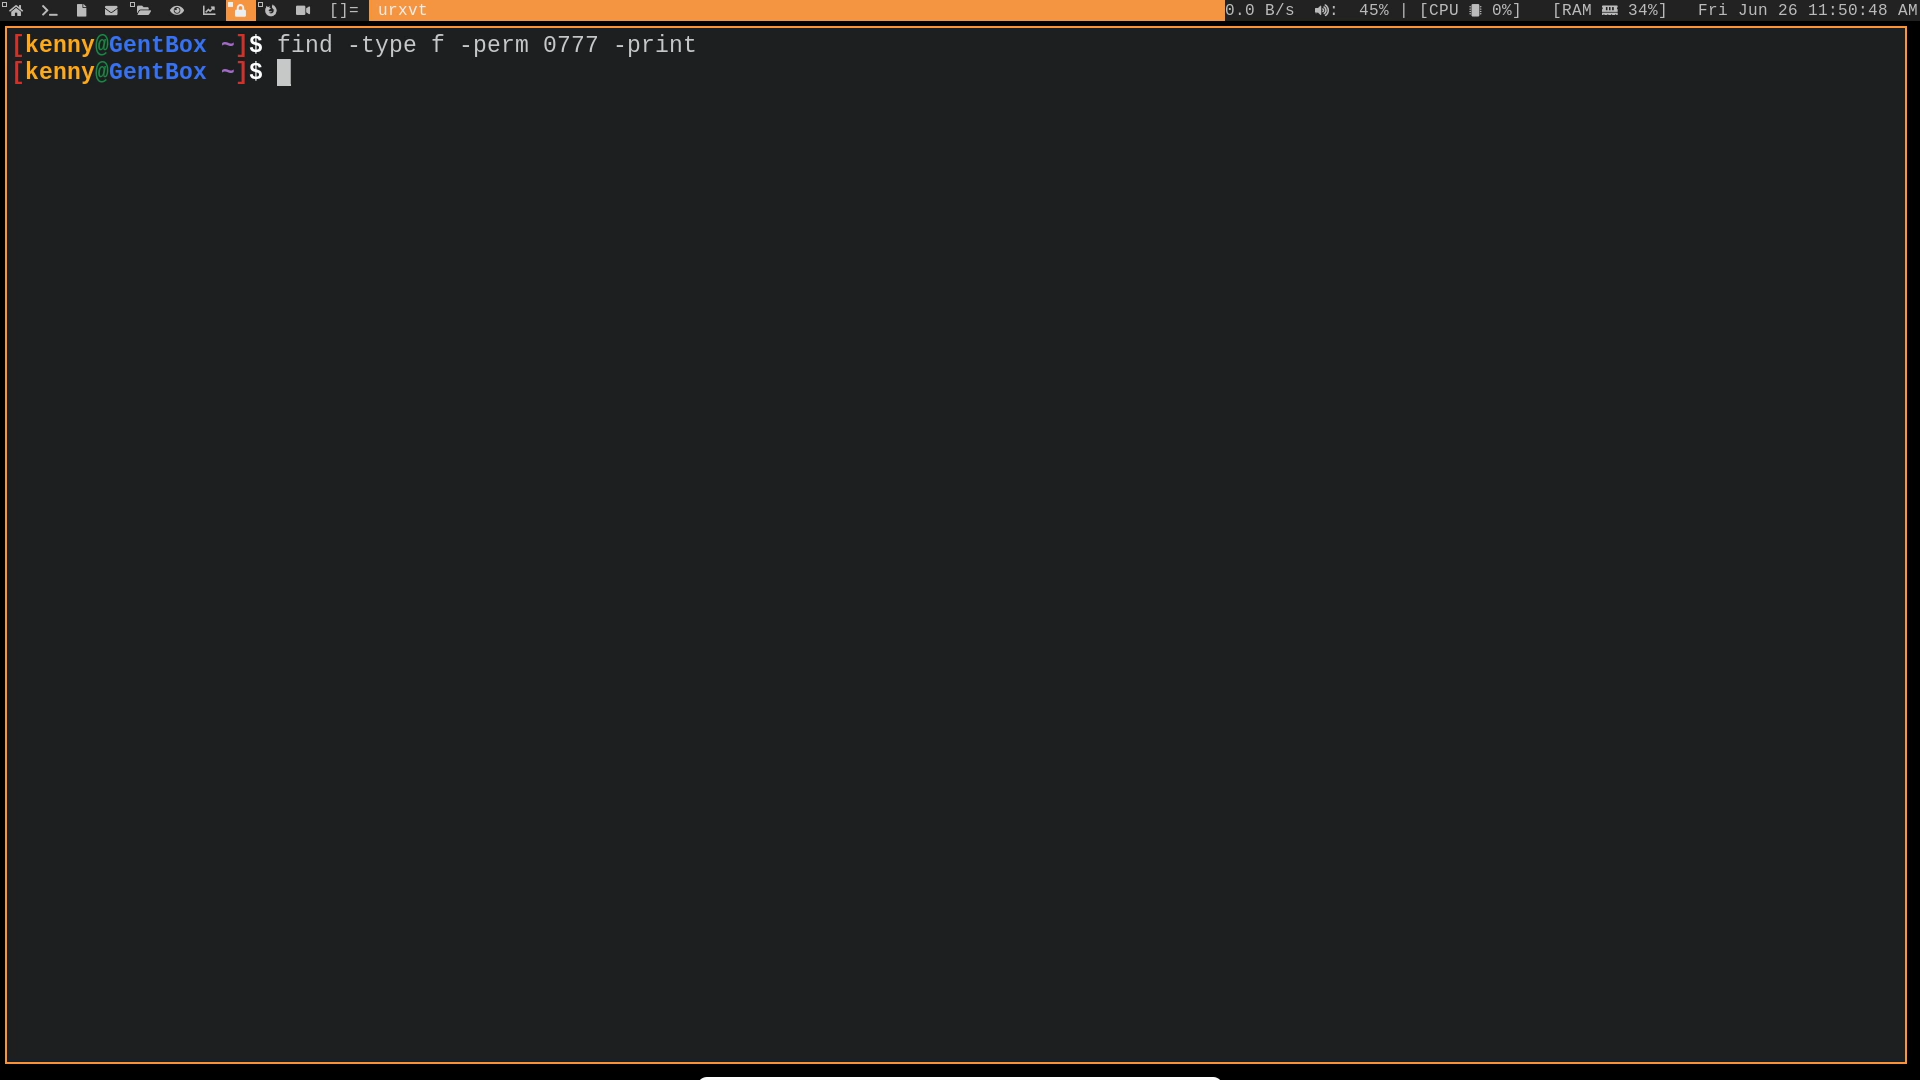 []= urxvt 0.0 B/s : 45% | [CPU 0%] [RAM 34%] Fri Jun 26 11:50:48 AM
[kenny@GentBox ~]$ find -type f -perm 0777 -print
[kenny@GentBox ~]$